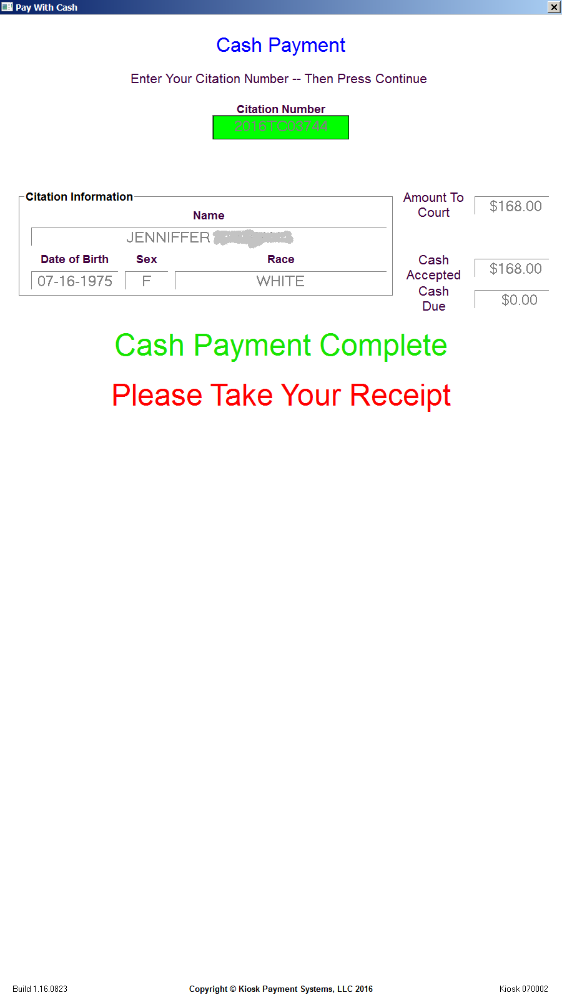 Pay With Cash
Cash Payment
Enter Your Citation Number -- Then Press Continue
Citation Number
2016TC03744
Citation Information
Name
JENNIFFER
Date of Birth Sex Race
07-16-1975 F WHITE
Amount To
Court
$168.00
Cash
Accepted
$168.00
Cash
Due
$0.00
Cash Payment Complete
Please Take Your Receipt
Build 1.16.0823 Copyright © Kiosk Payment Systems, LLC 2016 Kiosk 070002